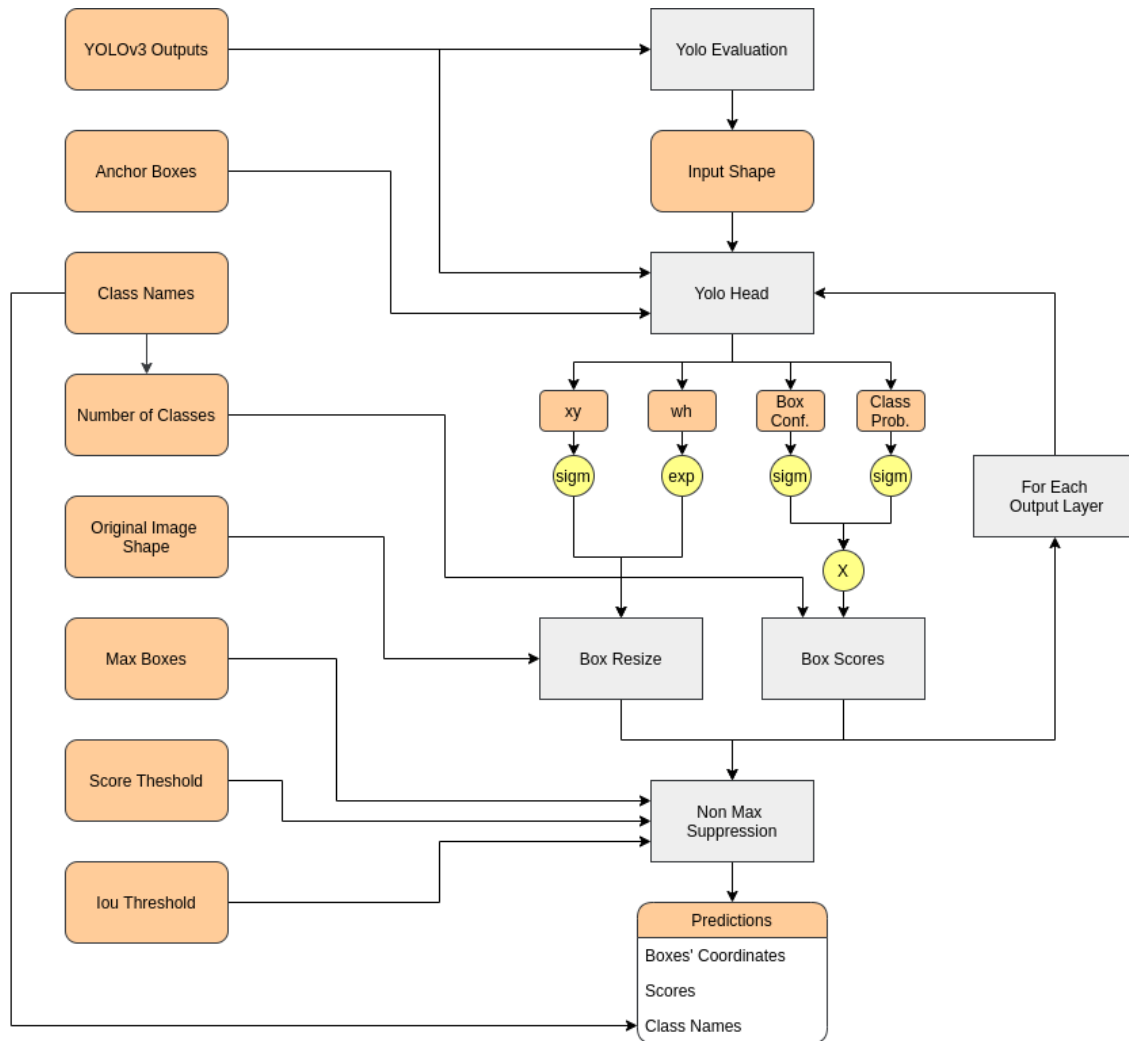 YOLOv3 Outputs
Yolo Evaluation
Anchor Boxes
Input Shape
Class Names
Yolo Head
Number of Classes
xy
wh
Box
Conf.
Class
Prob.
sigm
exp
sigm
sigm
For Each
Output Layer
Original Image
Shape
X
Max Boxes
Box Resize
Box Scores
Score Theshold
Non Max
Suppression
Iou Threshold
Predictions
Boxes' Coordinates
Scores
Class Names